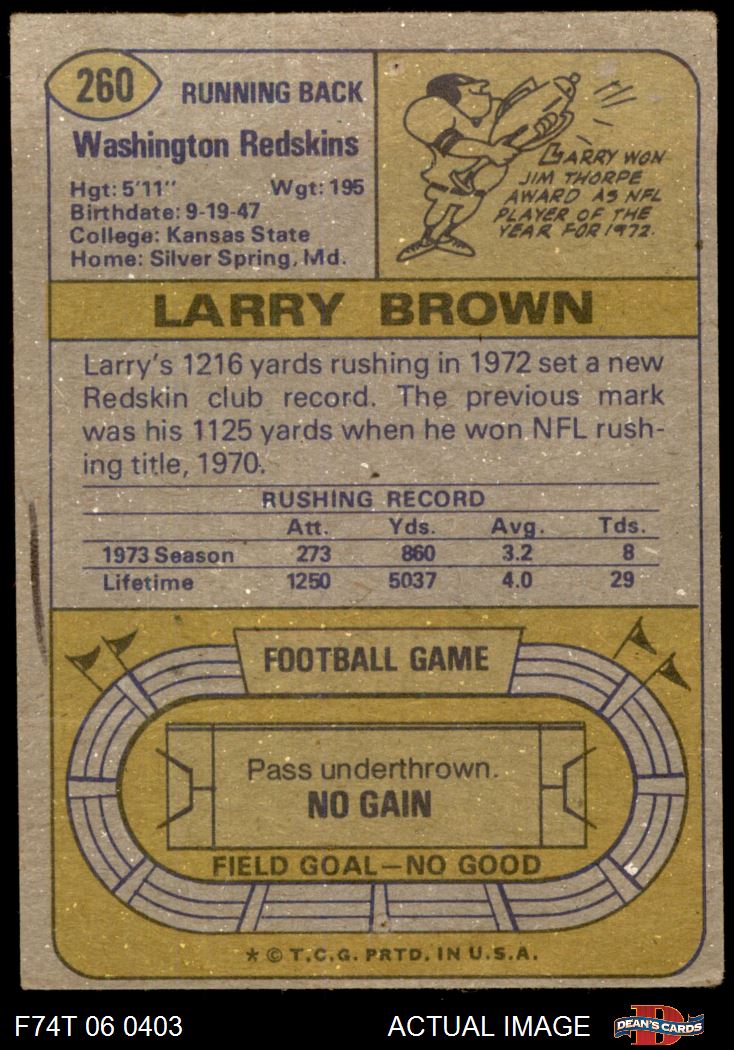 260
RUNNING BACK
Washington Redskins
Hgt: 5'11" Wgt: 195
Birthdate: 9-19-47
College: Kansas State
Home: Silver Spring, Md.
LARRY WON
JIM THORPE
AWARD AS NFL
PLAYER OF THE
YEAR FOR 1972.
LARRY BROWN
Larry's 1216 yards rushing in 1972 set a new
Redskin club record. The previous mark
was his 1125 yards when he won NFL rush-
ing title, 1970.
RUSHING RECORD
Att. Yds. Avg. Tds.
1973 Season 273 860 3.2 8
Lifetime 1250 5037 4.0 29
FOOTBALL GAME
Pass underthrown.
NO GAIN
FIELD GOAL—NO GOOD
* © T.C.G. PRTD. IN U.S.A.
F74T 06 0403 ACTUAL IMAGE
D
DEAN'S CARDS